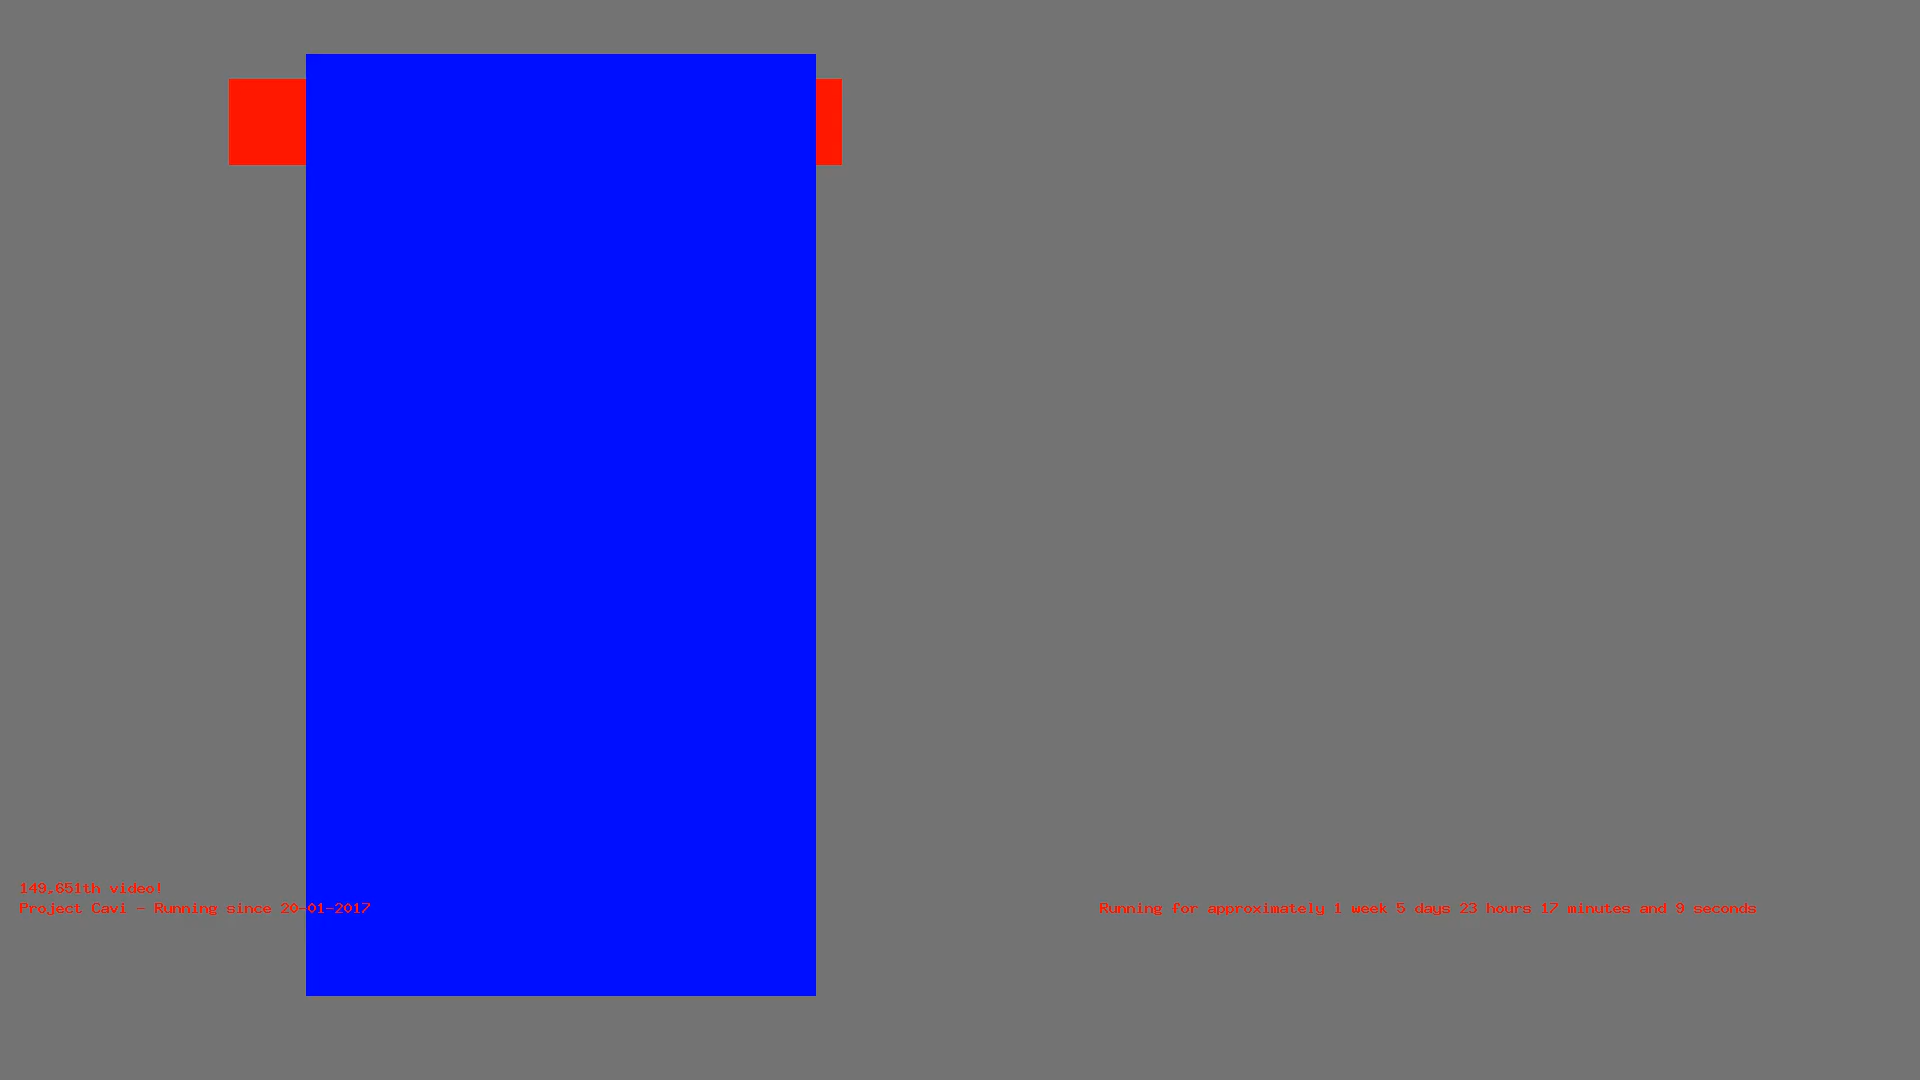 149,651th video!
Project Cavi - Running since 20-01-2017
Running for approximately 1 week 5 days 23 hours 17 minutes and 9 seconds